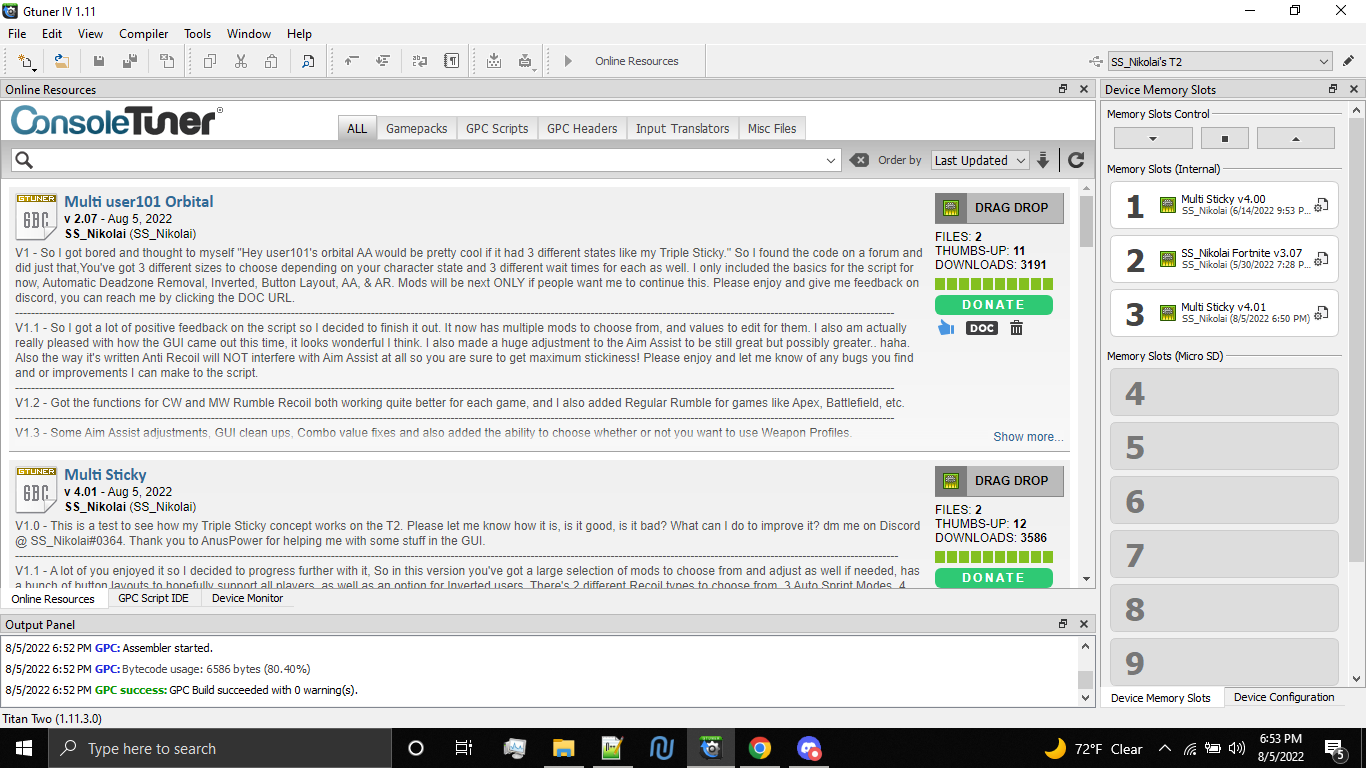 Gtuner IV 1.11
File Edit View Compiler Tools Window Help
Online Resources
SS_Nikolai's T2
Online Resources
ConsoleTuner
ALL Gamepacks GPC Scripts GPC Headers Input Translators Misc Files
Order by Last Updated
GTUNER
GBC
Multi user101 Orbital
v 2.07 - Aug 5, 2022
SS_Nikolai (SS_Nikolai)
V1 - So I got bored and thought to myself "Hey user101's orbital AA would be pretty cool if it had 3 different states like my Triple Sticky." So I found the code on a forum and
did just that,You've got 3 different sizes to choose depending on your character state and 3 different wait times for each as well. I only included the basics for the script for
now, Automatic Deadzone Removal, Inverted, Button Layout, AA, & AR. Mods will be next ONLY if people want me to continue this. Please enjoy and give me feedback on
discord, you can reach me by clicking the DOC URL.
V1.1 - So I got a lot of positive feedback on the script so I decided to finish it out. It now has multiple mods to choose from, and values to edit for them. I also am actually
really pleased with how the GUI came out this time, it looks wonderful I think. I also made a huge adjustment to the Aim Assist to be still great but possibly greater.. haha.
Also the way it's written Anti Recoil will NOT interfere with Aim Assist at all so you are sure to get maximum stickiness! Please enjoy and let me know of any bugs you find
and or improvements I can make to the script.
V1.2 - Got the functions for CW and MW Rumble Recoil both working quite better for each game, and I also added Regular Rumble for games like Apex, Battlefield, etc.
V1.3 - Some Aim Assist adjustments, GUI clean ups, Combo value fixes and also added the ability to choose whether or not you want to use Weapon Profiles.
Show more...
DRAG DROP
FILES: 2
THUMBS-UP: 11
DOWNLOADS: 3191
DONATE
DOC
GTUNER
GBC
Multi Sticky
v 4.01 - Aug 5, 2022
SS_Nikolai (SS_Nikolai)
V1.0 - This is a test to see how my Triple Sticky concept works on the T2. Please let me know how it is, is it good, is it bad? What can I do to improve it? dm me on Discord
@ SS_Nikolai#0364. Thank you to AnusPower for helping me with some stuff in the GUI.
V1.1 - A lot of you enjoyed it so I decided to progress further with it, So in this version you've got a large selection of mods to choose from and adjust as well if needed, has
a bunch of button layouts to hopefully support all players, as well as an option for Inverted users. There's 2 different Recoil types to choose from, 3 Auto Sprint Modes, 4
DRAG DROP
FILES: 2
THUMBS-UP: 12
DOWNLOADS: 3586
DONATE
Online Resources GPC Script IDE Device Monitor
Output Panel
8/5/2022 6:52 PM GPC: Assembler started.
8/5/2022 6:52 PM GPC: Bytecode usage: 6586 bytes (80.40%)
8/5/2022 6:52 PM GPC success: GPC Build succeeded with 0 warning(s).
Titan Two (1.11.3.0)
Device Memory Slots
Memory Slots Control
Memory Slots (Internal)
1 Multi Sticky v4.00
SS_Nikolai (6/14/2022 9:53 P...
2 SS_Nikolai Fortnite v3.07
SS_Nikolai (5/30/2022 7:28 P...
3 Multi Sticky v4.01
SS_Nikolai (8/5/2022 6:50 PM)
Memory Slots (Micro SD)
4
5
6
7
8
9
Device Memory Slots Device Configuration
Type here to search
72°F Clear
6:53 PM
8/5/2022
5